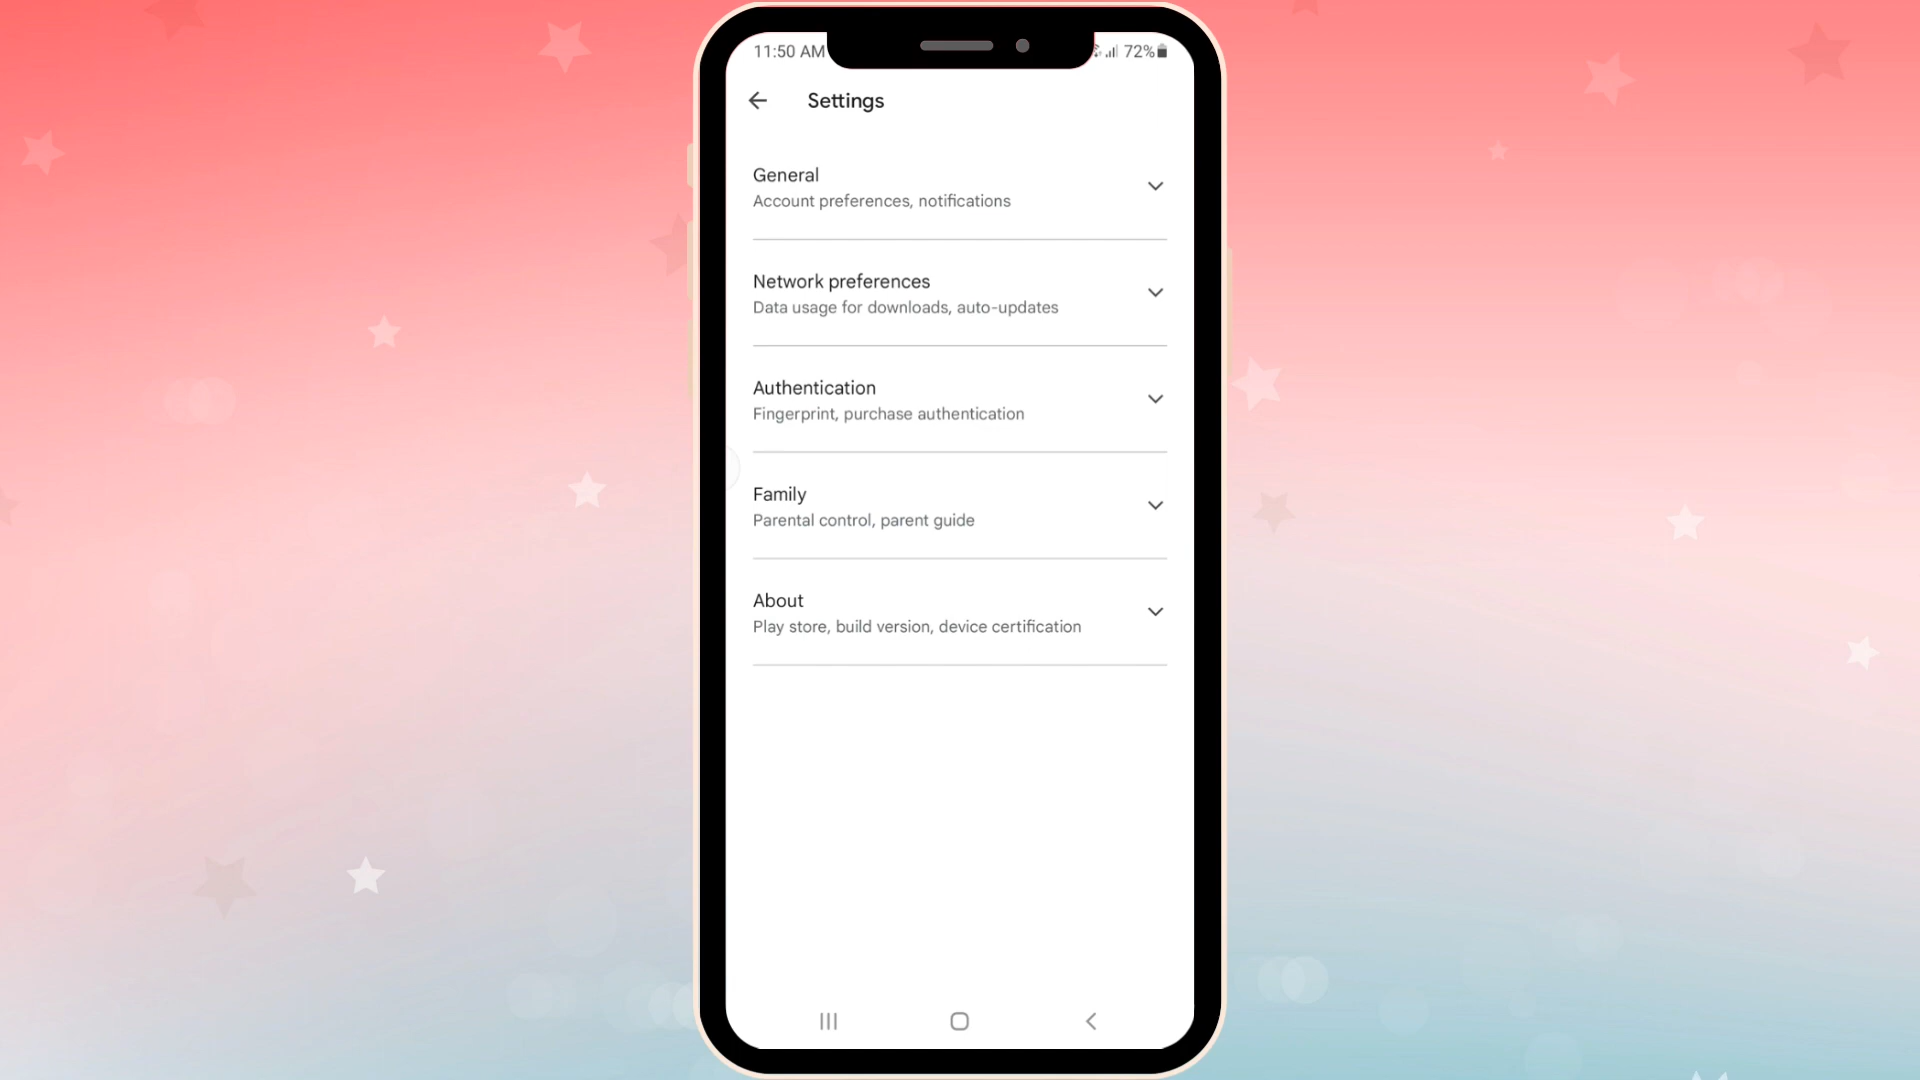 11:50 AM 72%
Settings
General
Account preferences, notifications
Network preferences
Data usage for downloads, auto-updates
Authentication
Fingerprint, purchase authentication
Family
Parental control, parent guide
About
Play store, build version, device certification